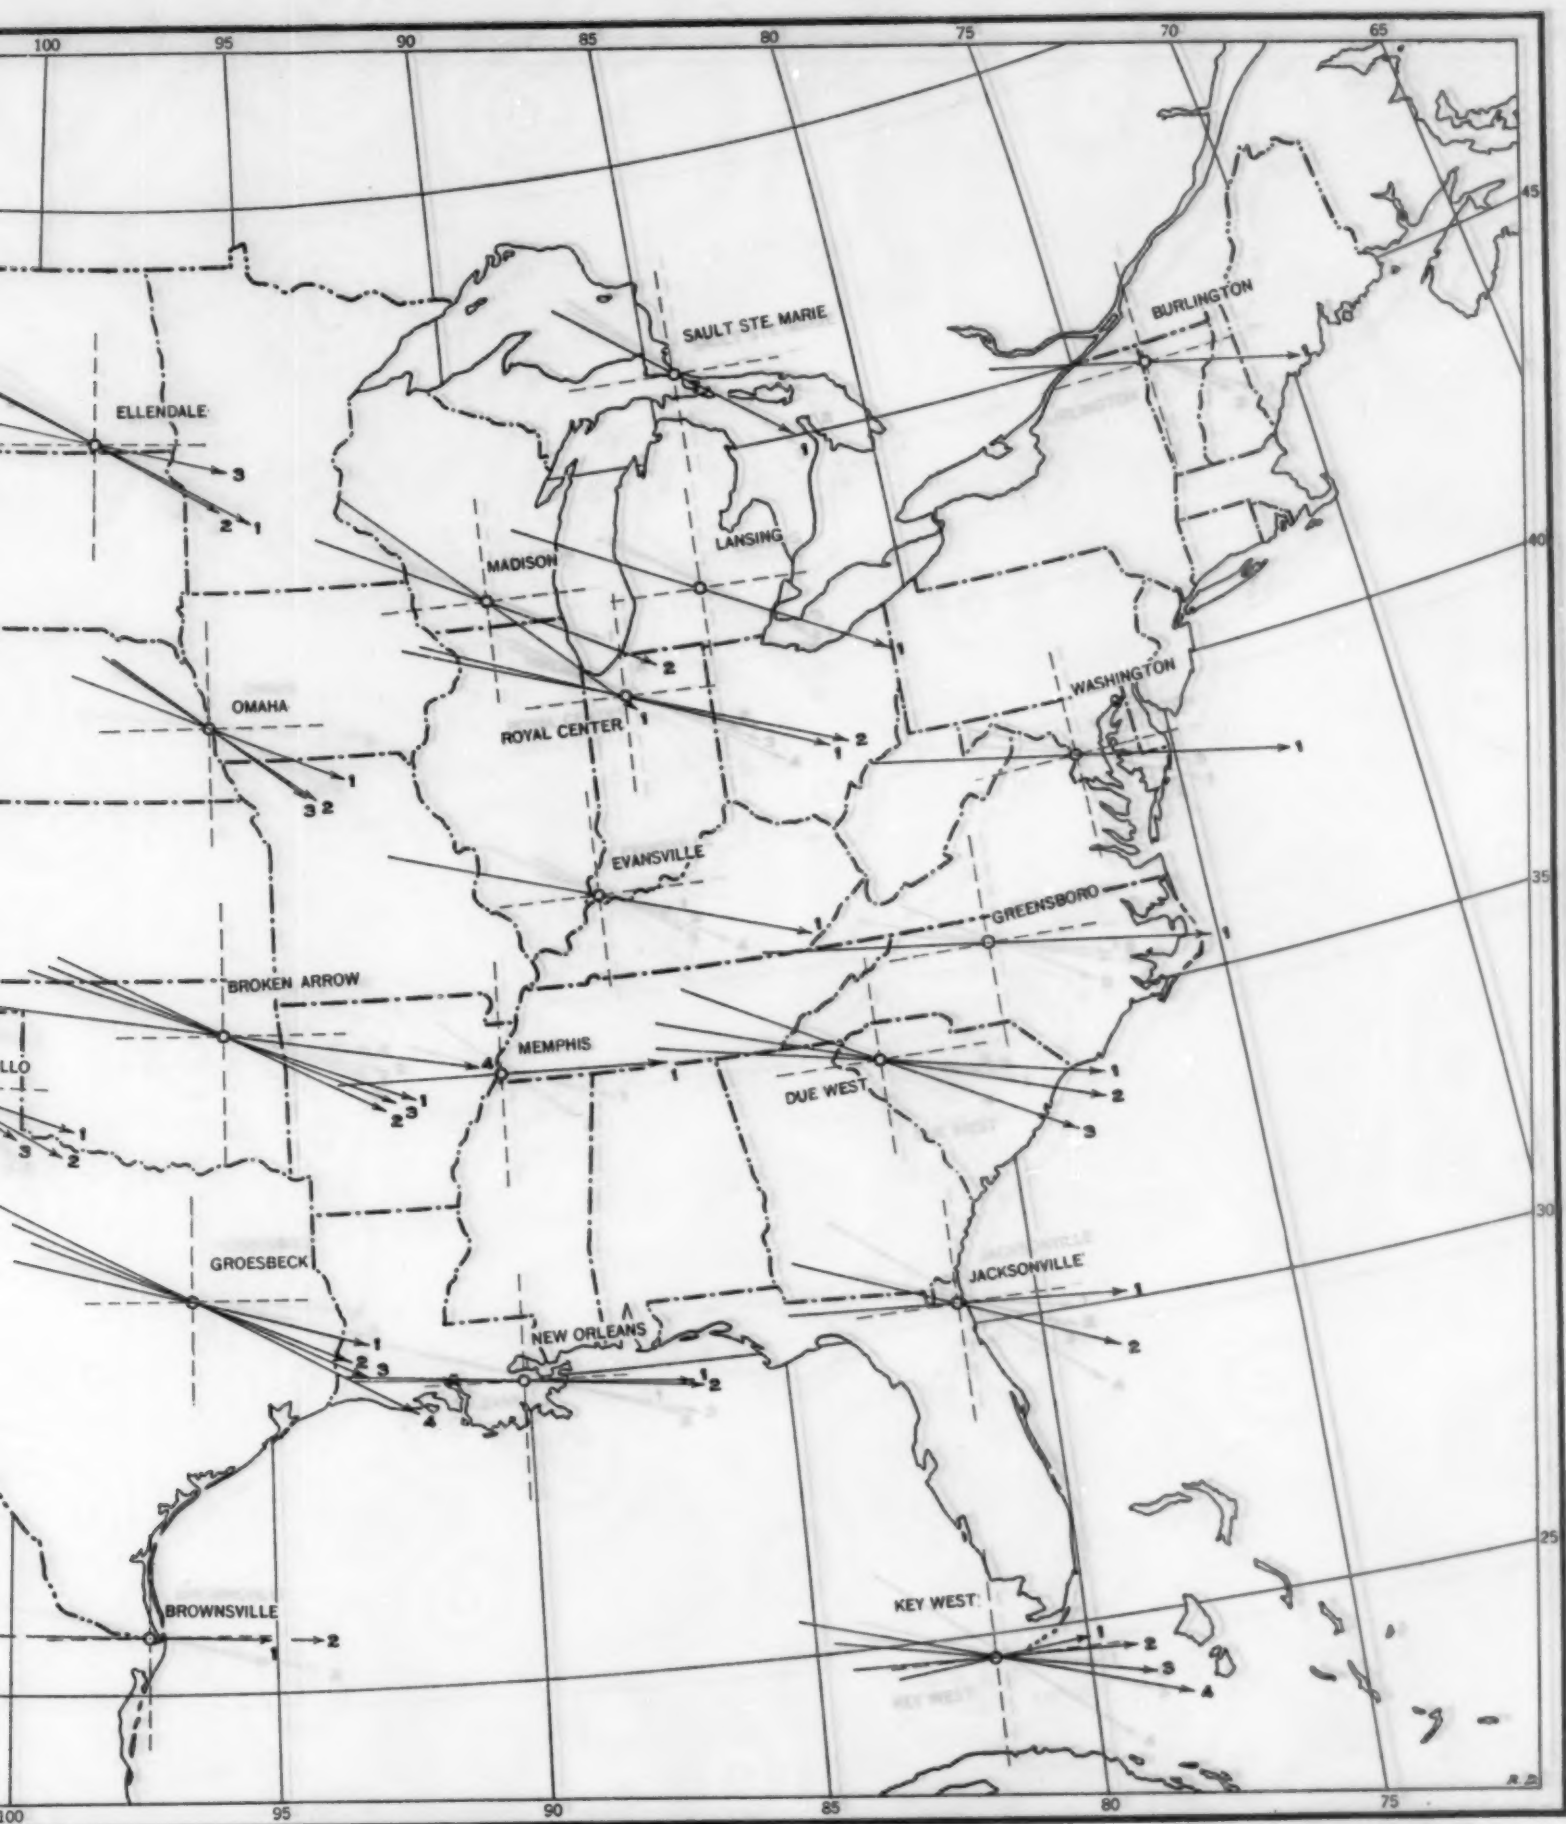 100 95 90 85 80 75 70 65
45
BURLINGTON
1
SAULT STE. MARIE
1
ELLENDALE
3
2 1
40
LANSING
1
MADISON
2
1
WASHINGTON
1
OMAHA
1
3 2
ROYAL CENTER
2
1
EVANSVILLE
1
35
GREENSBORO
1
BROKEN ARROW
4
1
3
2
MEMPHIS
1
DUE WEST
1
2
3
LLO
1
3 2
30
GROESBECK
1
2
3
4
JACKSONVILLE
1
2
NEW ORLEANS
1
2
25
BROWNSVILLE
1
2
KEY WEST
1
2
3
4
100 95 90 85 80 75